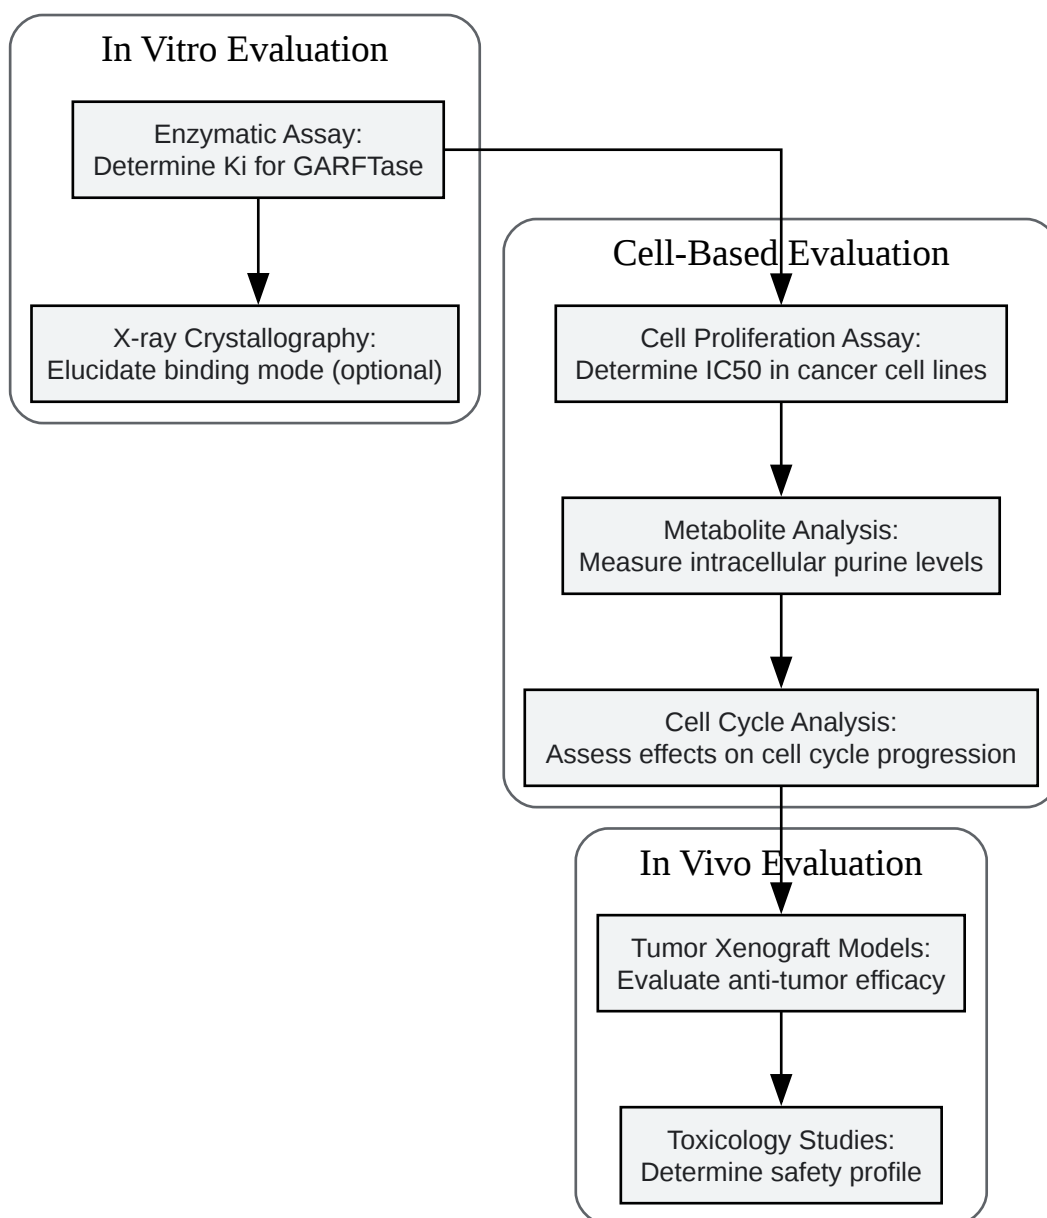 In Vitro Evaluation
Enzymatic Assay:
Determine Ki for GARFTase
X-ray Crystallography:
Elucidate binding mode (optional)
Cell-Based Evaluation
Cell Proliferation Assay:
Determine IC50 in cancer cell lines
Metabolite Analysis:
Measure intracellular purine levels
Cell Cycle Analysis:
Assess effects on cell cycle progression
In Vivo Evaluation
Tumor Xenograft Models:
Evaluate anti-tumor efficacy
Toxicology Studies:
Determine safety profile